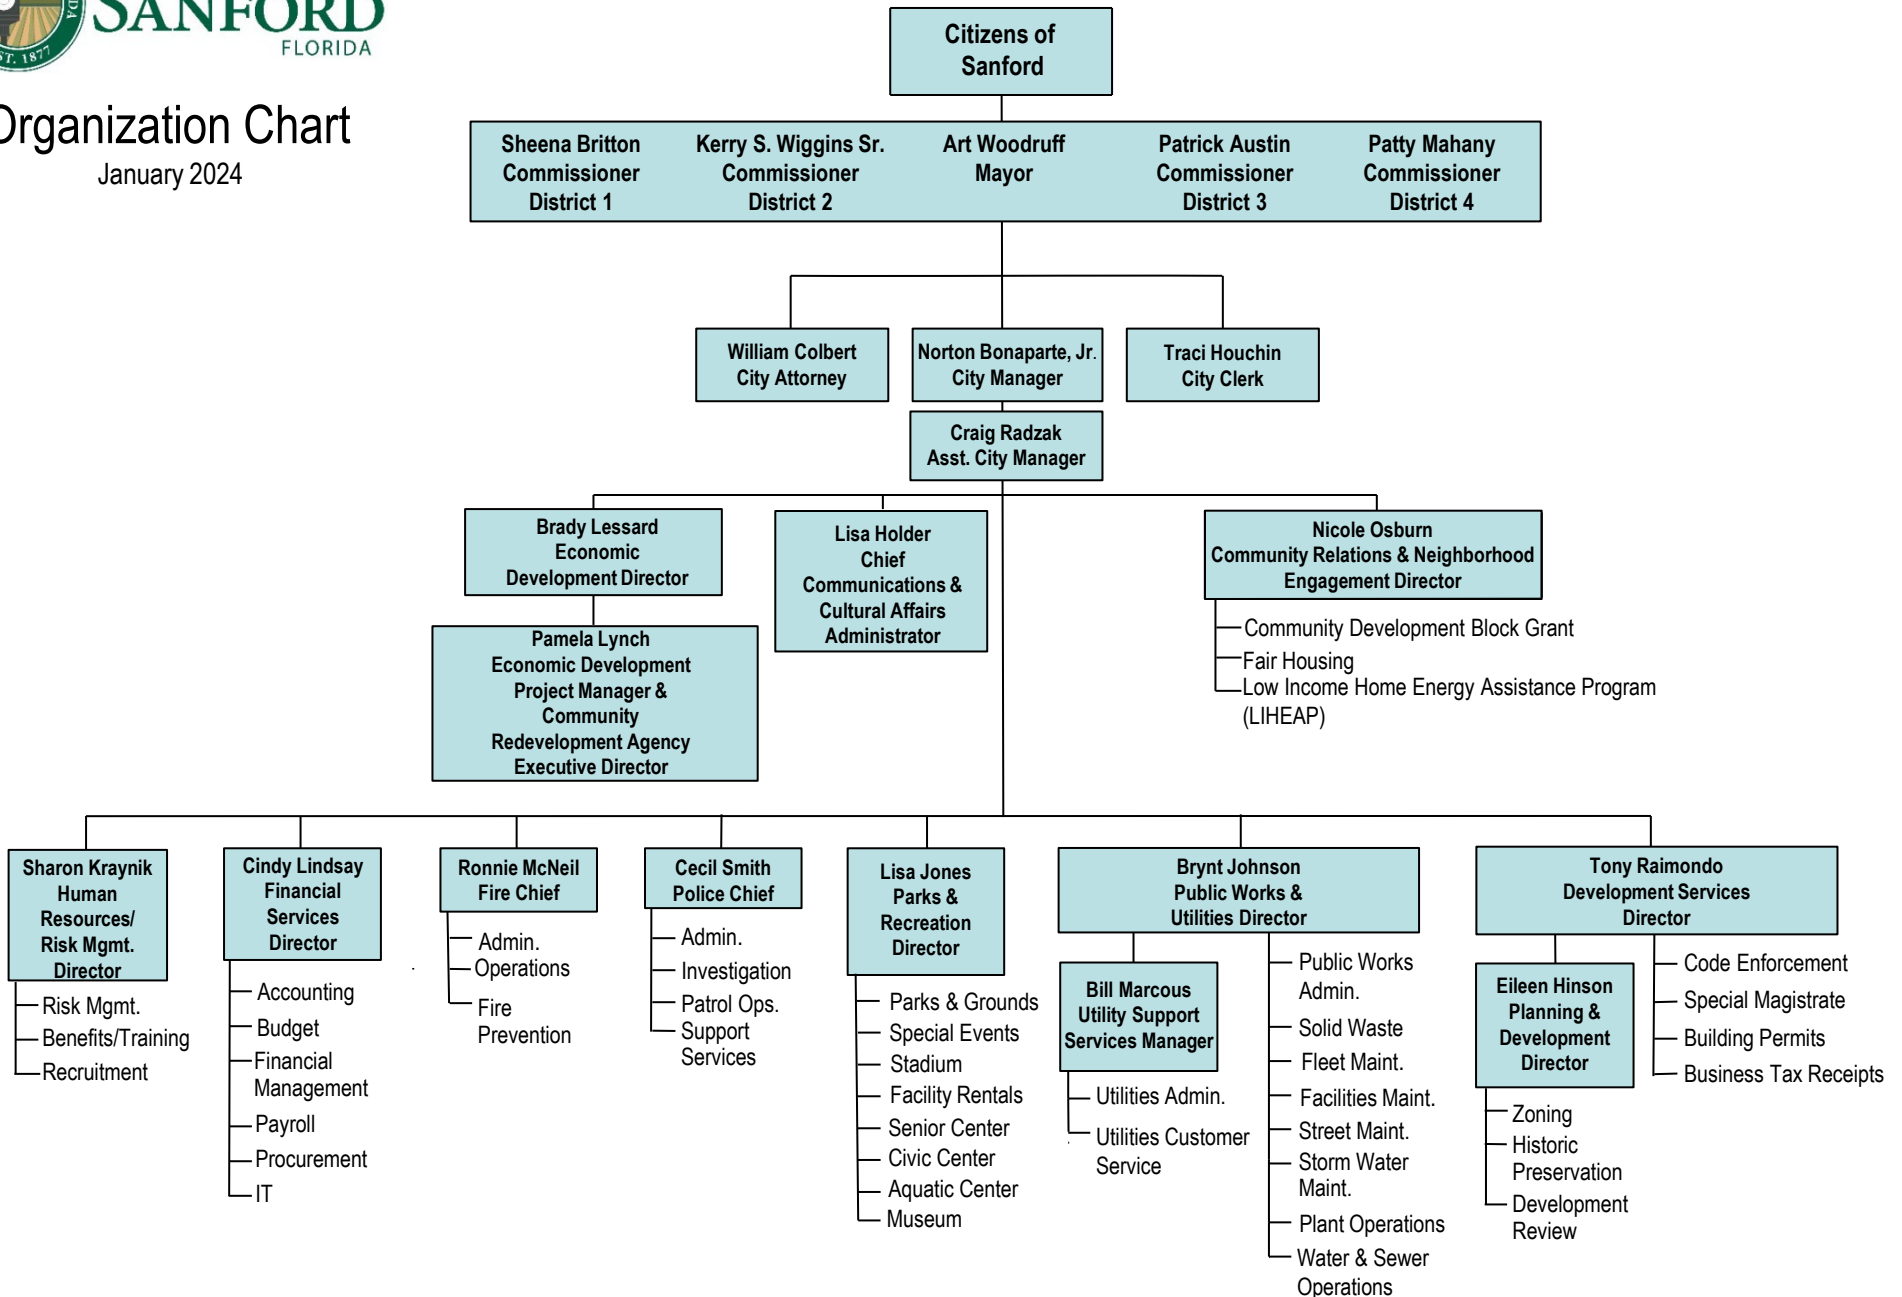 SANFORD
FLORIDA
EST. 1877
Organization Chart
January 2024
Citizens of
Sanford
Sheena Britton
Commissioner
District 1
Kerry S. Wiggins Sr.
Commissioner
District 2
Art Woodruff
Mayor
Patrick Austin
Commissioner
District 3
Patty Mahany
Commissioner
District 4
William Colbert
City Attorney
Norton Bonaparte, Jr.
City Manager
Traci Houchin
City Clerk
Craig Radzak
Asst. City Manager
Brady Lessard
Economic
Development Director
Pamela Lynch
Economic Development
Project Manager &
Community
Redevelopment Agency
Executive Director
Lisa Holder
Chief
Communications &
Cultural Affairs
Administrator
Nicole Osburn
Community Relations & Neighborhood
Engagement Director
Community Development Block Grant
Fair Housing
Low Income Home Energy Assistance Program
(LIHEAP)
Sharon Kraynik
Human
Resources/
Risk Mgmt.
Director
Risk Mgmt.
Benefits/Training
Recruitment
Cindy Lindsay
Financial
Services
Director
Accounting
Budget
Financial
Management
Payroll
Procurement
IT
Ronnie McNeil
Fire Chief
Admin.
Operations
Fire
Prevention
Cecil Smith
Police Chief
Admin.
Investigation
Patrol Ops.
Support
Services
Lisa Jones
Parks &
Recreation
Director
Parks & Grounds
Special Events
Stadium
Facility Rentals
Senior Center
Civic Center
Aquatic Center
Museum
Brynt Johnson
Public Works &
Utilities Director
Bill Marcous
Utility Support
Services Manager
Utilities Admin.
Utilities Customer
Service
Public Works
Admin.
Solid Waste
Fleet Maint.
Facilities Maint.
Street Maint.
Storm Water
Maint.
Plant Operations
Water & Sewer
Operations
Tony Raimondo
Development Services
Director
Eileen Hinson
Planning &
Development
Director
Zoning
Historic
Preservation
Development
Review
Code Enforcement
Special Magistrate
Building Permits
Business Tax Receipts